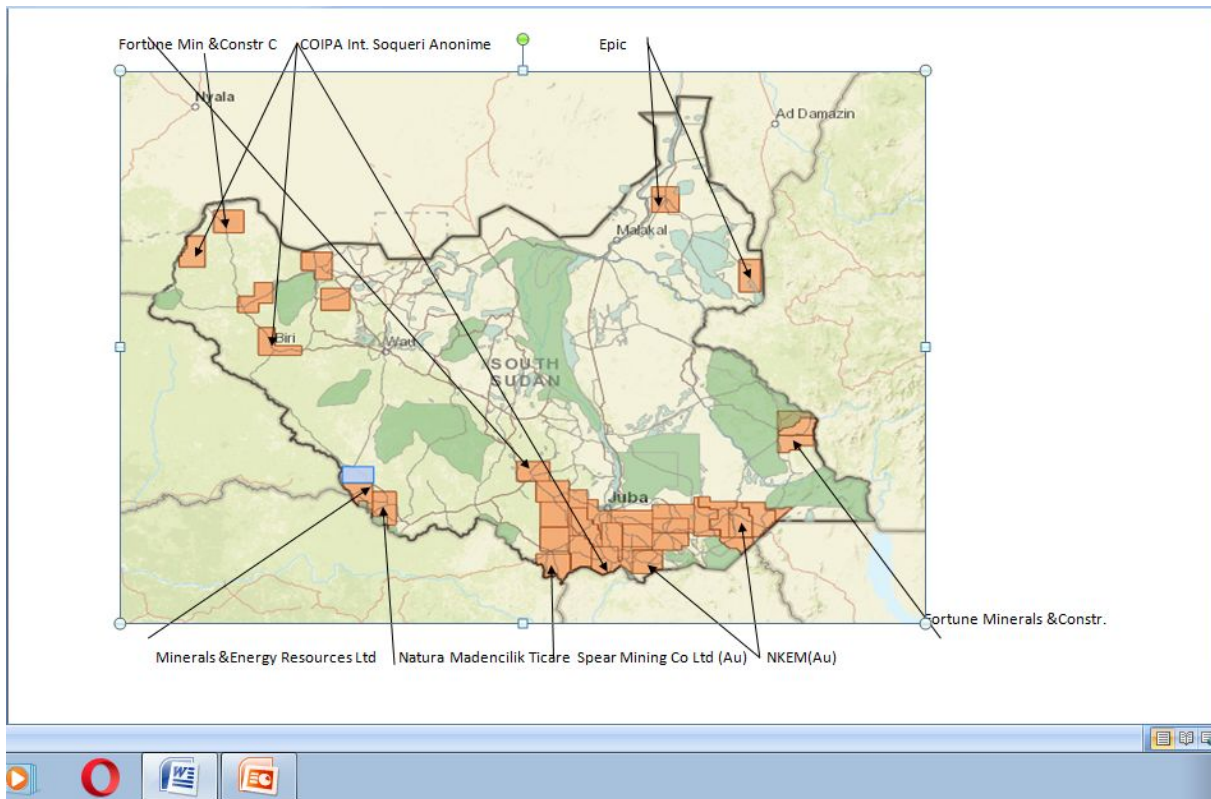 Fortune Min &Constr C
COIPA Int. Soqueri Anonime
Epic
Nyala
Ad Damazin
Malakal
Biri
Wau
SOUTH
SUDAN
Juba
Fortune Minerals &Constr.
Minerals &Energy Resources Ltd
Natura Madencilik Ticare
Spear Mining Co Ltd (Au)
NKEM(Au)